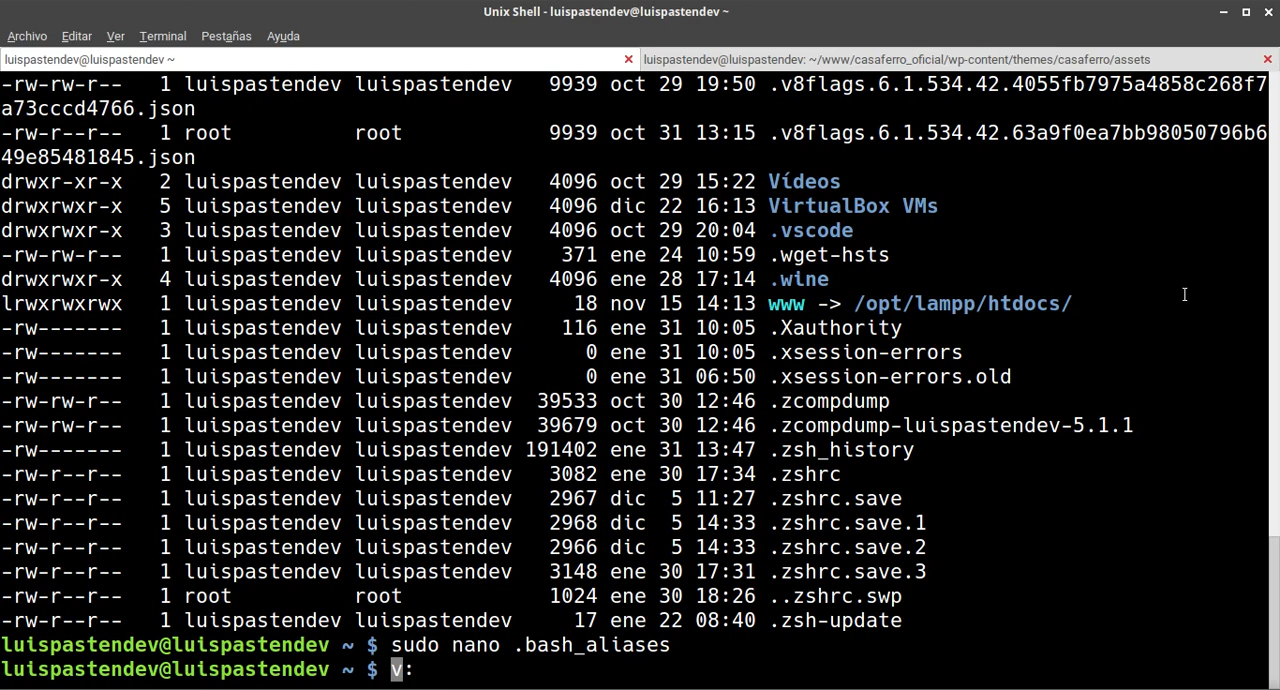 Unix Shell - luispastendev@luispastendev ~
Archivo Editar Ver Terminal Pestañas Ayuda
luispastendev@luispastendev ~ luispastendev@luispastendev: ~/www/casaferro_oficial/wp-content/themes/casaferro/assets
-rw-rw-r-- 1 luispastendev luispastendev 9939 oct 29 19:50 .v8flags.6.1.534.42.4055fb7975a4858c268f7
a73cccd4766.json
-rw-r--r-- 1 root root 9939 oct 31 13:15 .v8flags.6.1.534.42.63a9f0ea7bb98050796b6
49e85481845.json
drwxr-xr-x 2 luispastendev luispastendev 4096 oct 29 15:22 Vídeos
drwxrwxr-x 5 luispastendev luispastendev 4096 dic 22 16:13 VirtualBox VMs
drwxrwxr-x 3 luispastendev luispastendev 4096 oct 29 20:04 .vscode
-rw-rw-r-- 1 luispastendev luispastendev 371 ene 24 10:59 .wget-hsts
drwxrwxr-x 4 luispastendev luispastendev 4096 ene 28 17:14 .wine
lrwxrwxrwx 1 luispastendev luispastendev 18 nov 15 14:13 www -> /opt/lampp/htdocs/
-rw------- 1 luispastendev luispastendev 116 ene 31 10:05 .Xauthority
-rw------- 1 luispastendev luispastendev 0 ene 31 10:05 .xsession-errors
-rw------- 1 luispastendev luispastendev 0 ene 31 06:50 .xsession-errors.old
-rw-rw-r-- 1 luispastendev luispastendev 39533 oct 30 12:46 .zcompdump
-rw-rw-r-- 1 luispastendev luispastendev 39679 oct 30 12:46 .zcompdump-luispastendev-5.1.1
-rw------- 1 luispastendev luispastendev 191402 ene 31 13:47 .zsh_history
-rw-r--r-- 1 luispastendev luispastendev 3082 ene 30 17:34 .zshrc
-rw-r--r-- 1 luispastendev luispastendev 2967 dic 5 11:27 .zshrc.save
-rw-r--r-- 1 luispastendev luispastendev 2968 dic 5 14:33 .zshrc.save.1
-rw-r--r-- 1 luispastendev luispastendev 2966 dic 5 14:33 .zshrc.save.2
-rw-r--r-- 1 luispastendev luispastendev 3148 ene 30 17:31 .zshrc.save.3
-rw-r--r-- 1 root root 1024 ene 30 18:26 ..zshrc.swp
-rw-r--r-- 1 luispastendev luispastendev 17 ene 22 08:40 .zsh-update
luispastendev@luispastendev ~ $ sudo nano .bash_aliases
luispastendev@luispastendev ~ $ v: